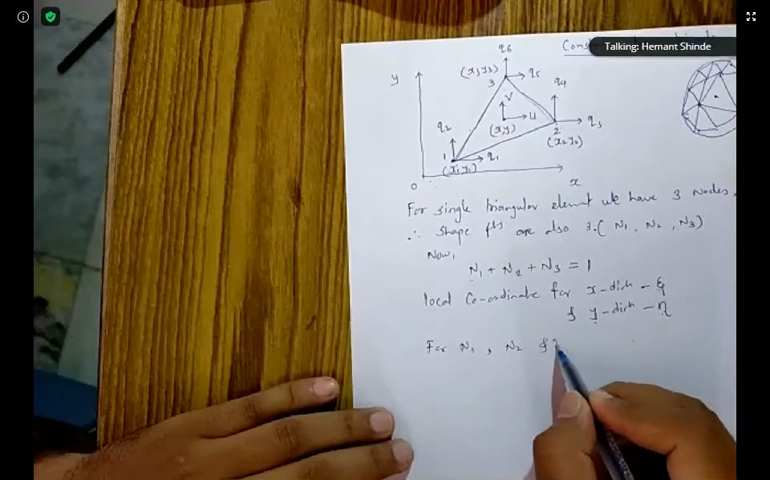 Talking: Hemant Shinde
Cons
y
q6
(x3,y3)
3
q5
q4
V
U
(x,y)
q2
q3
2
(x2,y2)
1
q1
(x1,y1)
0
x
For single triangular element we have 3 Nodes,
∴ Shape fⁿs are also 3.( N1, N2, N3)
Now,
N1 + N2 + N3 = 1
local Co-ordinate for x-dirⁿ - ξ
& y-dirⁿ - η
For N1, N2 &